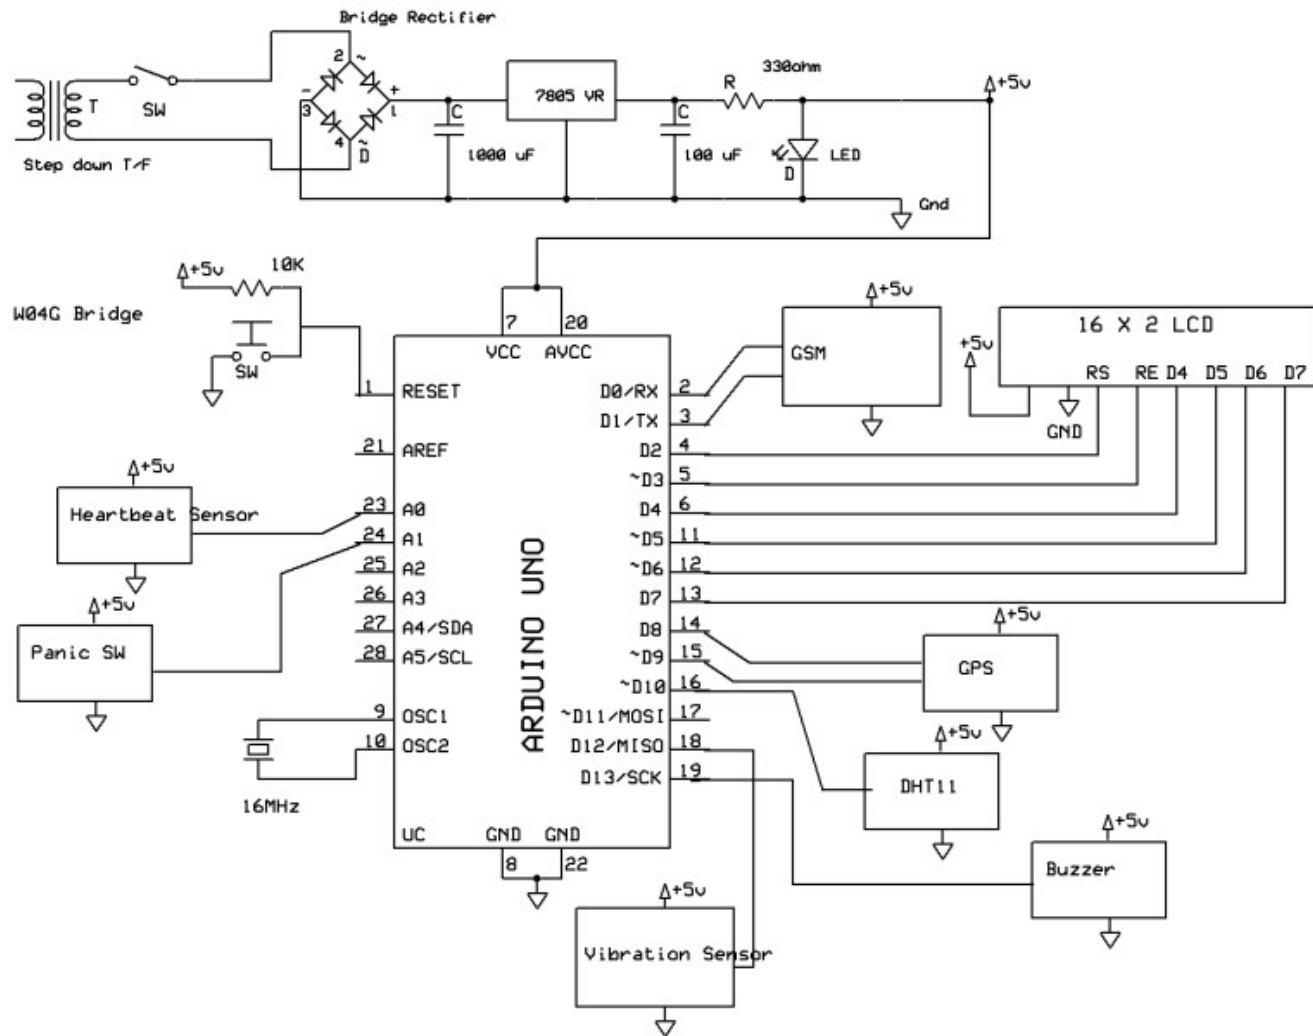 Bridge Rectifier
2 ~
- +
3 1
4 ~
D
T
SW
Step down T/F
C
1000 uF
7805 VR
C
100 uF
R
330ohm
D
LED
+5v
Gnd
+5v
10K
W04G Bridge
SW
7 20
VCC AVCC
1 RESET
21 AREF
23 A0
24 A1
25 A2
26 A3
27 A4/SDA
28 A5/SCL
9 OSC1
10 OSC2
16MHz
ARDUINO UNO
D0/RX 2
D1/TX 3
D2 4
~D3 5
D4 6
~D5 11
~D6 12
D7 13
D8 14
~D9 15
~D10 16
~D11/MOSI 17
D12/MISO 18
D13/SCK 19
UC GND GND
8 22
+5v
Heartbeat Sensor
+5v
Panic SW
+5v
GSM
16 X 2 LCD
+5v
RS RE D4 D5 D6 D7
GND
+5v
GPS
+5v
DHT11
+5v
Buzzer
+5v
Vibration Sensor